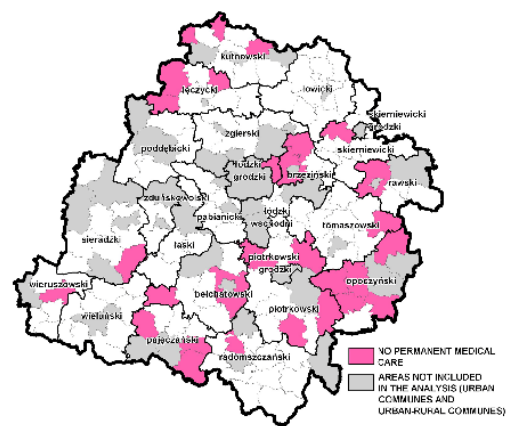 kutnowski
łęczycki
łowicki
skierniewicki
grodzki
zgierski
skierniewicki
poddębicki
łódzki
grodzki
brzeziński
rawski
zduńskowolski
pabianicki
łódzki
wschodni
tomaszowski
sieradzki
łaski
piotrkowski
grodzki
opoczyński
wieruszowski
bełchatowski
wieluński
piotrkowski
pajęczański
radomszczański
NO PERMANENT MEDICAL
CARE
AREAS NOT INCLUDED
IN THE ANALYSIS (URBAN
COMMUNES AND
URBAN-RURAL COMMUNES)